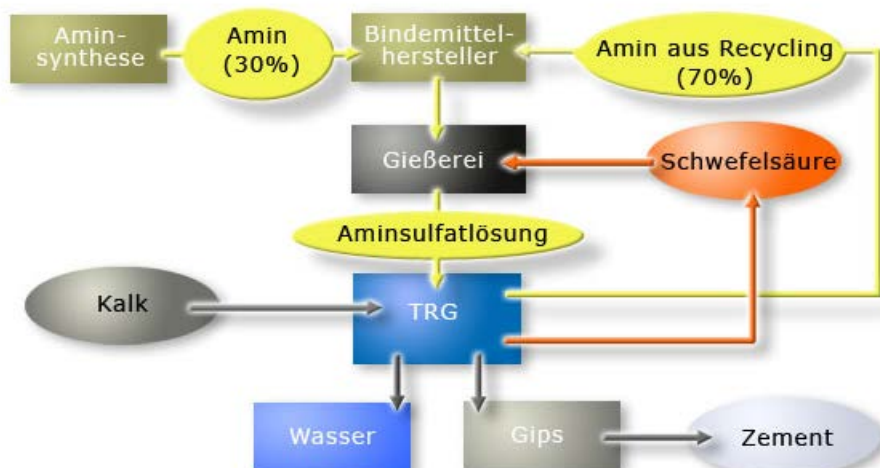 Amin-
synthese
Amin
(30%)
Bindemittel-
hersteller
Amin aus Recycling
(70%)
Gießerei
Schwefelsäure
Aminsulfatlösung
Kalk
TRG
Wasser
Gips
Zement